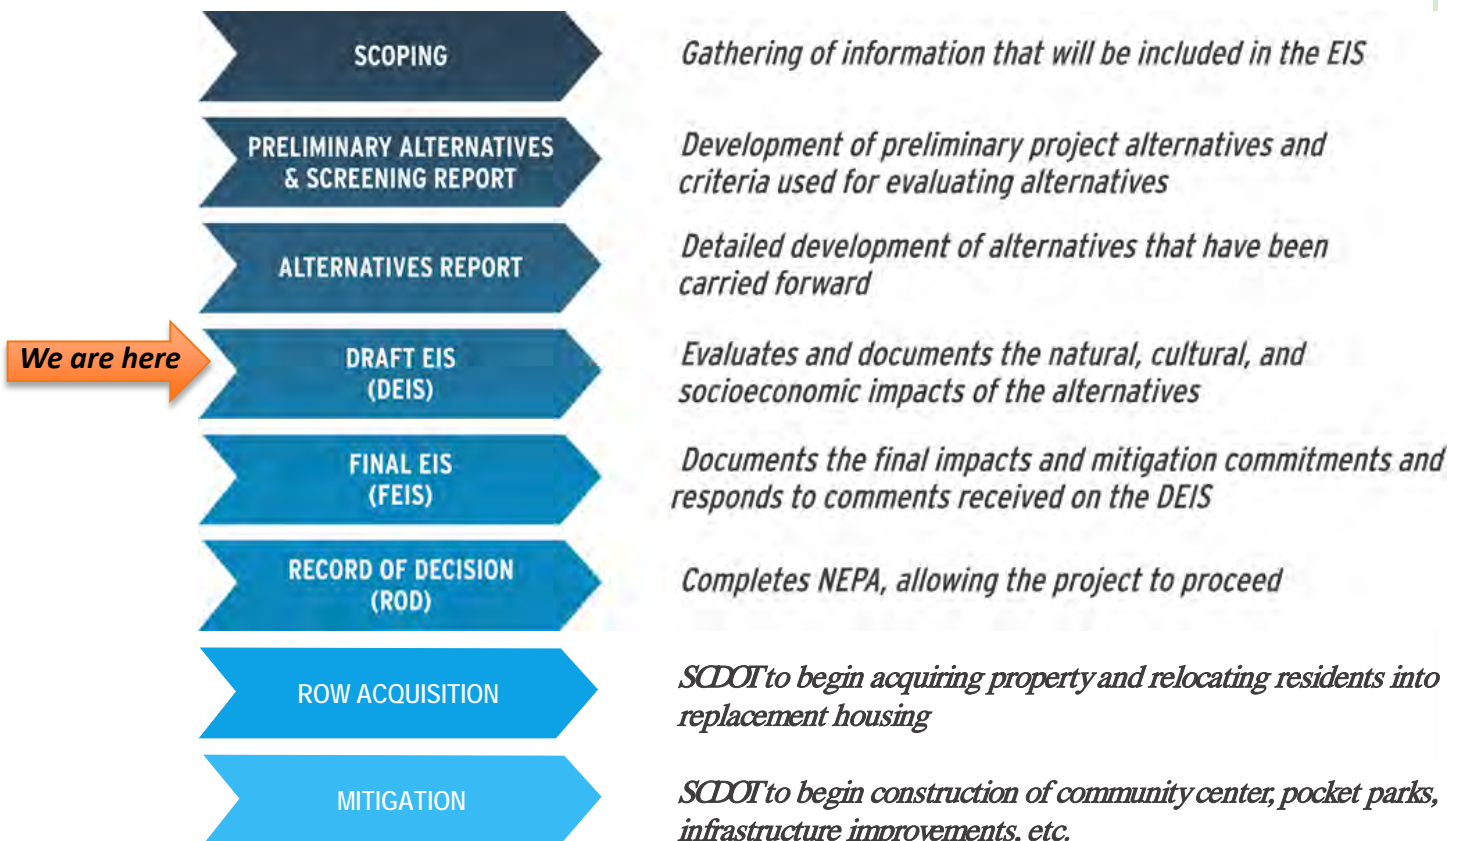 SCOPING
Gathering of information that will be included in the EIS
PRELIMINARY ALTERNATIVES
& SCREENING REPORT
Development of preliminary project alternatives and
criteria used for evaluating alternatives
ALTERNATIVES REPORT
Detailed development of alternatives that have been
carried forward
We are here
DRAFT EIS
(DEIS)
Evaluates and documents the natural, cultural, and
socioeconomic impacts of the alternatives
FINAL EIS
(FEIS)
Documents the final impacts and mitigation commitments and
responds to comments received on the DEIS
RECORD OF DECISION
(ROD)
Completes NEPA, allowing the project to proceed
ROW ACQUISITION
SCDOT to begin acquiring property and relocating residents into
replacement housing
MITIGATION
SCDOT to begin construction of community center, pocket parks,
infrastructure improvements, etc.